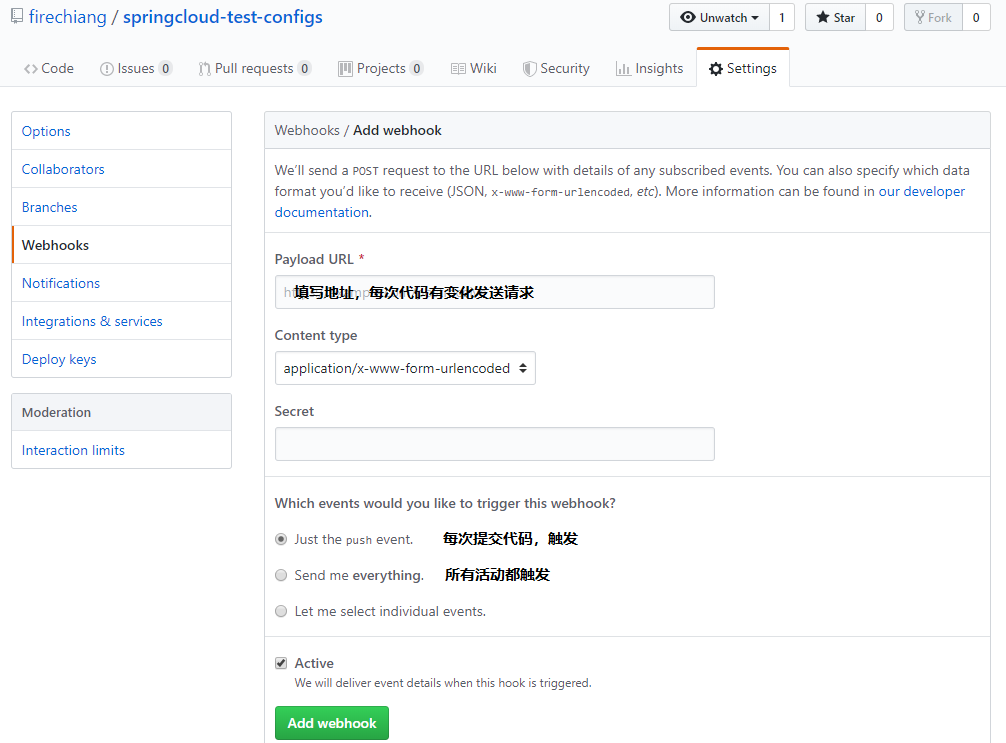 firechiang / springcloud-test-configs
Unwatch 1 Star 0 Fork 0
Code Issues 0 Pull requests 0 Projects 0 Wiki Security Insights Settings
Options
Collaborators
Branches
Webhooks
Notifications
Integrations & services
Deploy keys
Moderation
Interaction limits
Webhooks / Add webhook
We'll send a POST request to the URL below with details of any subscribed events. You can also specify which data
format you'd like to receive (JSON, x-www-form-urlencoded, etc). More information can be found in our developer
documentation.
Payload URL *
填写地址，每次代码有变化发送请求
Content type
application/x-www-form-urlencoded
Secret
Which events would you like to trigger this webhook?
Just the push event. 每次提交代码，触发
Send me everything. 所有活动都触发
Let me select individual events.
Active
We will deliver event details when this hook is triggered.
Add webhook